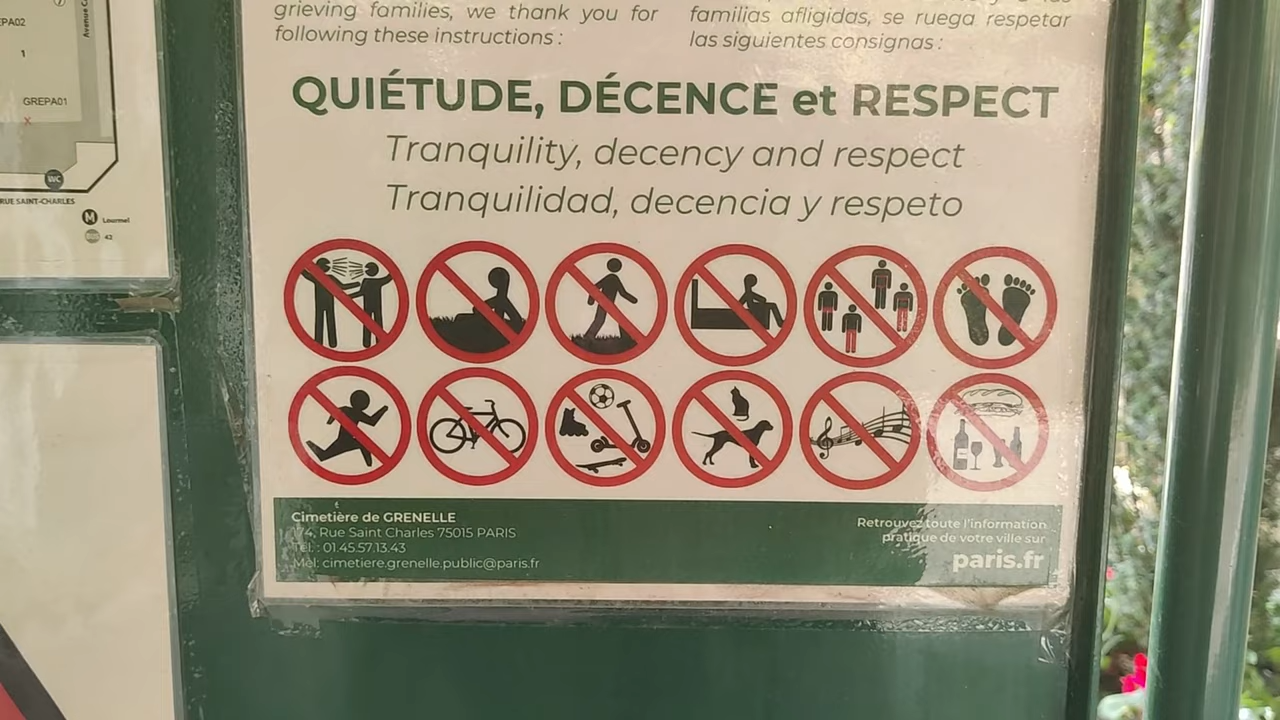 EPA02
1
GREPA01
WC
RUE SAINT-CHARLES
M Lourmel
42
grieving families, we thank you for
following these instructions :
familias afligidas, se ruega respetar
las siguientes consignas :
QUIÉTUDE, DÉCENCE et RESPECT
Tranquility, decency and respect
Tranquilidad, decencia y respeto
Cimetière de GRENELLE
174, Rue Saint Charles 75015 PARIS
Tél. : 01.45.57.13.43
Mel: cimetiere.grenelle.public@paris.fr
Retrouvez toute l'information
pratique de votre ville sur
paris.fr